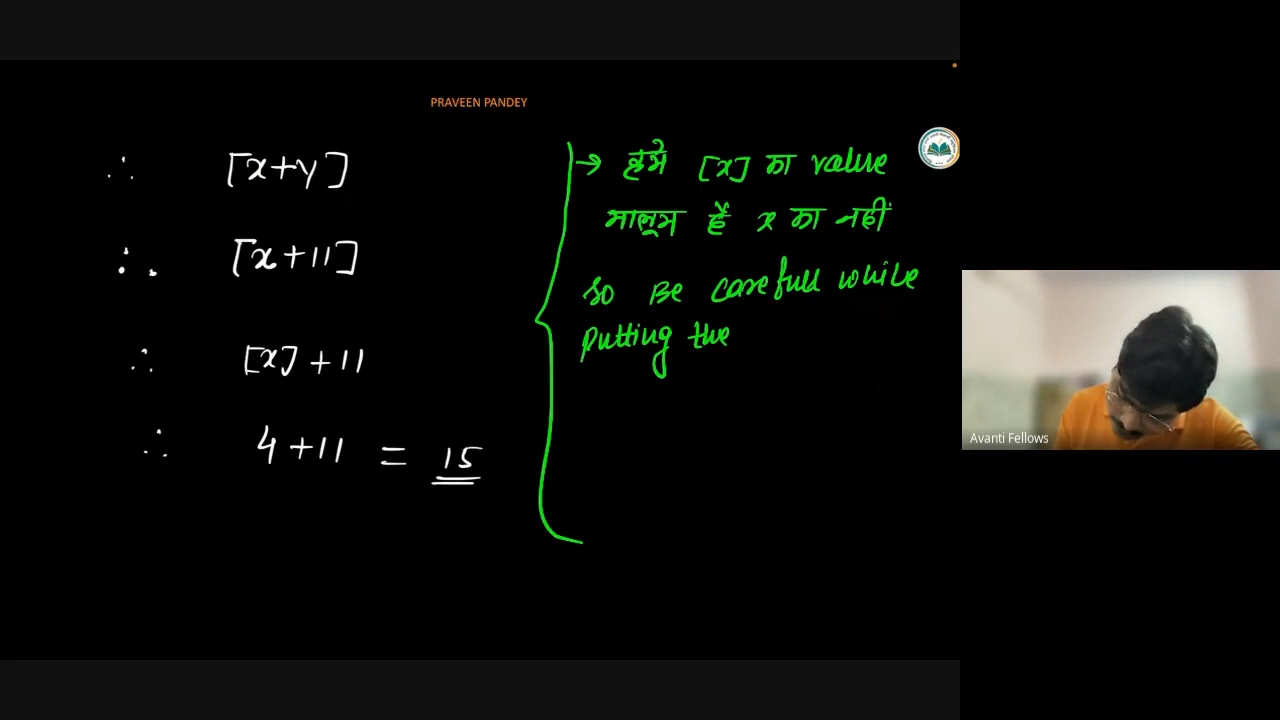 PRAVEEN PANDEY
∴ [x+y]
∴ [x+11]
∴ [x]+11
∴ 4+11 = 15
→ हमे [x] का value
मालूम है x का नहीं
so Be carefull while
Putting the
Avanti Fellows